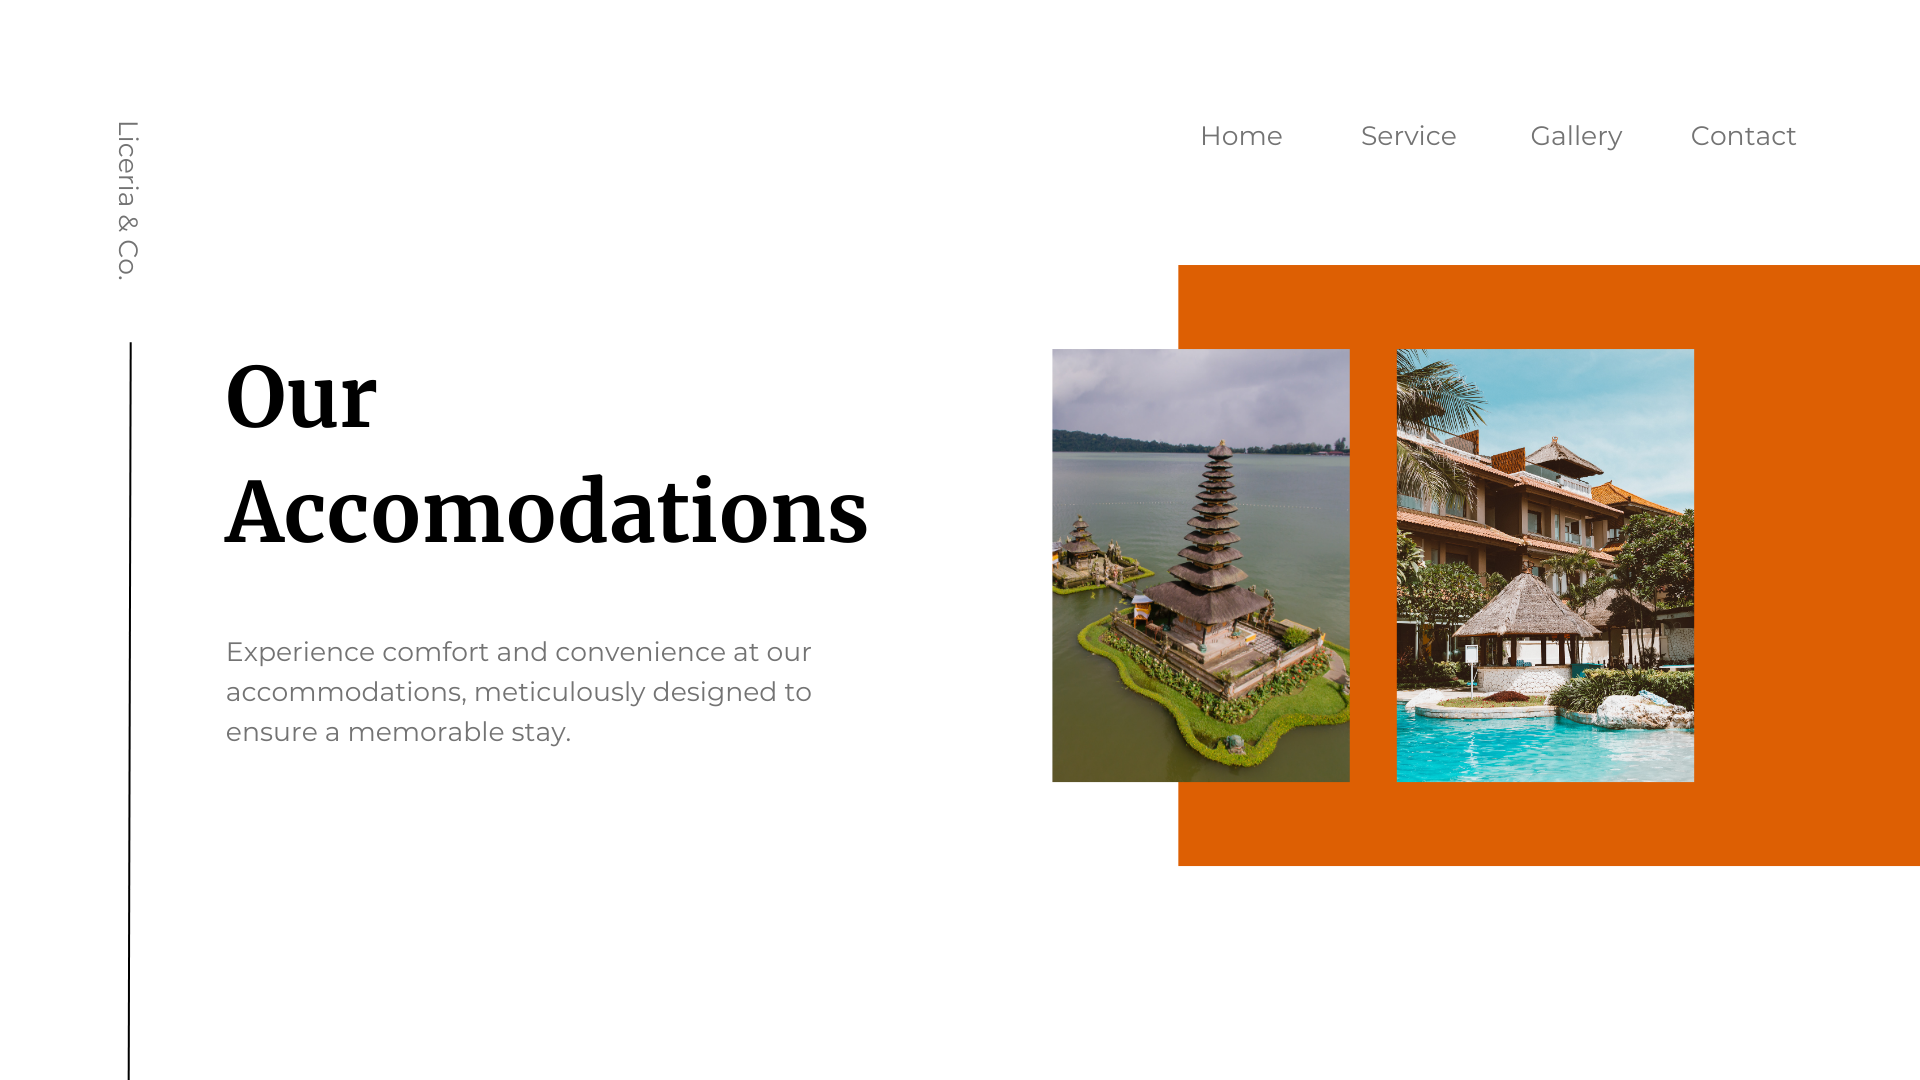 Liceria & Co.
Home
Service
Gallery
Contact
Our
Accomodations
Experience comfort and convenience at our
accommodations, meticulously designed to
ensure a memorable stay.